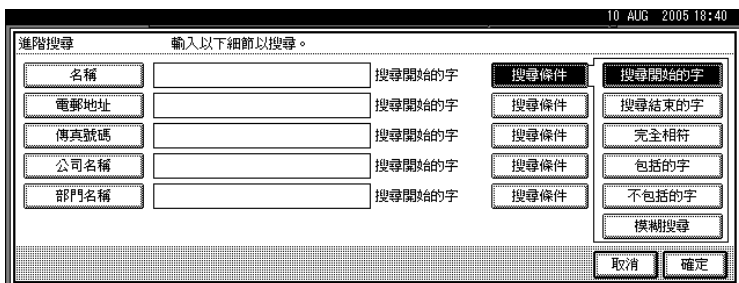 10 AUG 2005 18:40
進階搜尋 輸入以下細節以搜尋。
名稱 搜尋開始的字 搜尋條件 搜尋開始的字
電郵地址 搜尋開始的字 搜尋條件 搜尋結束的字
傳真號碼 搜尋開始的字 搜尋條件 完全相符
公司名稱 搜尋開始的字 搜尋條件 包括的字
部門名稱 搜尋開始的字 搜尋條件 不包括的字
模糊搜尋
取消 確定